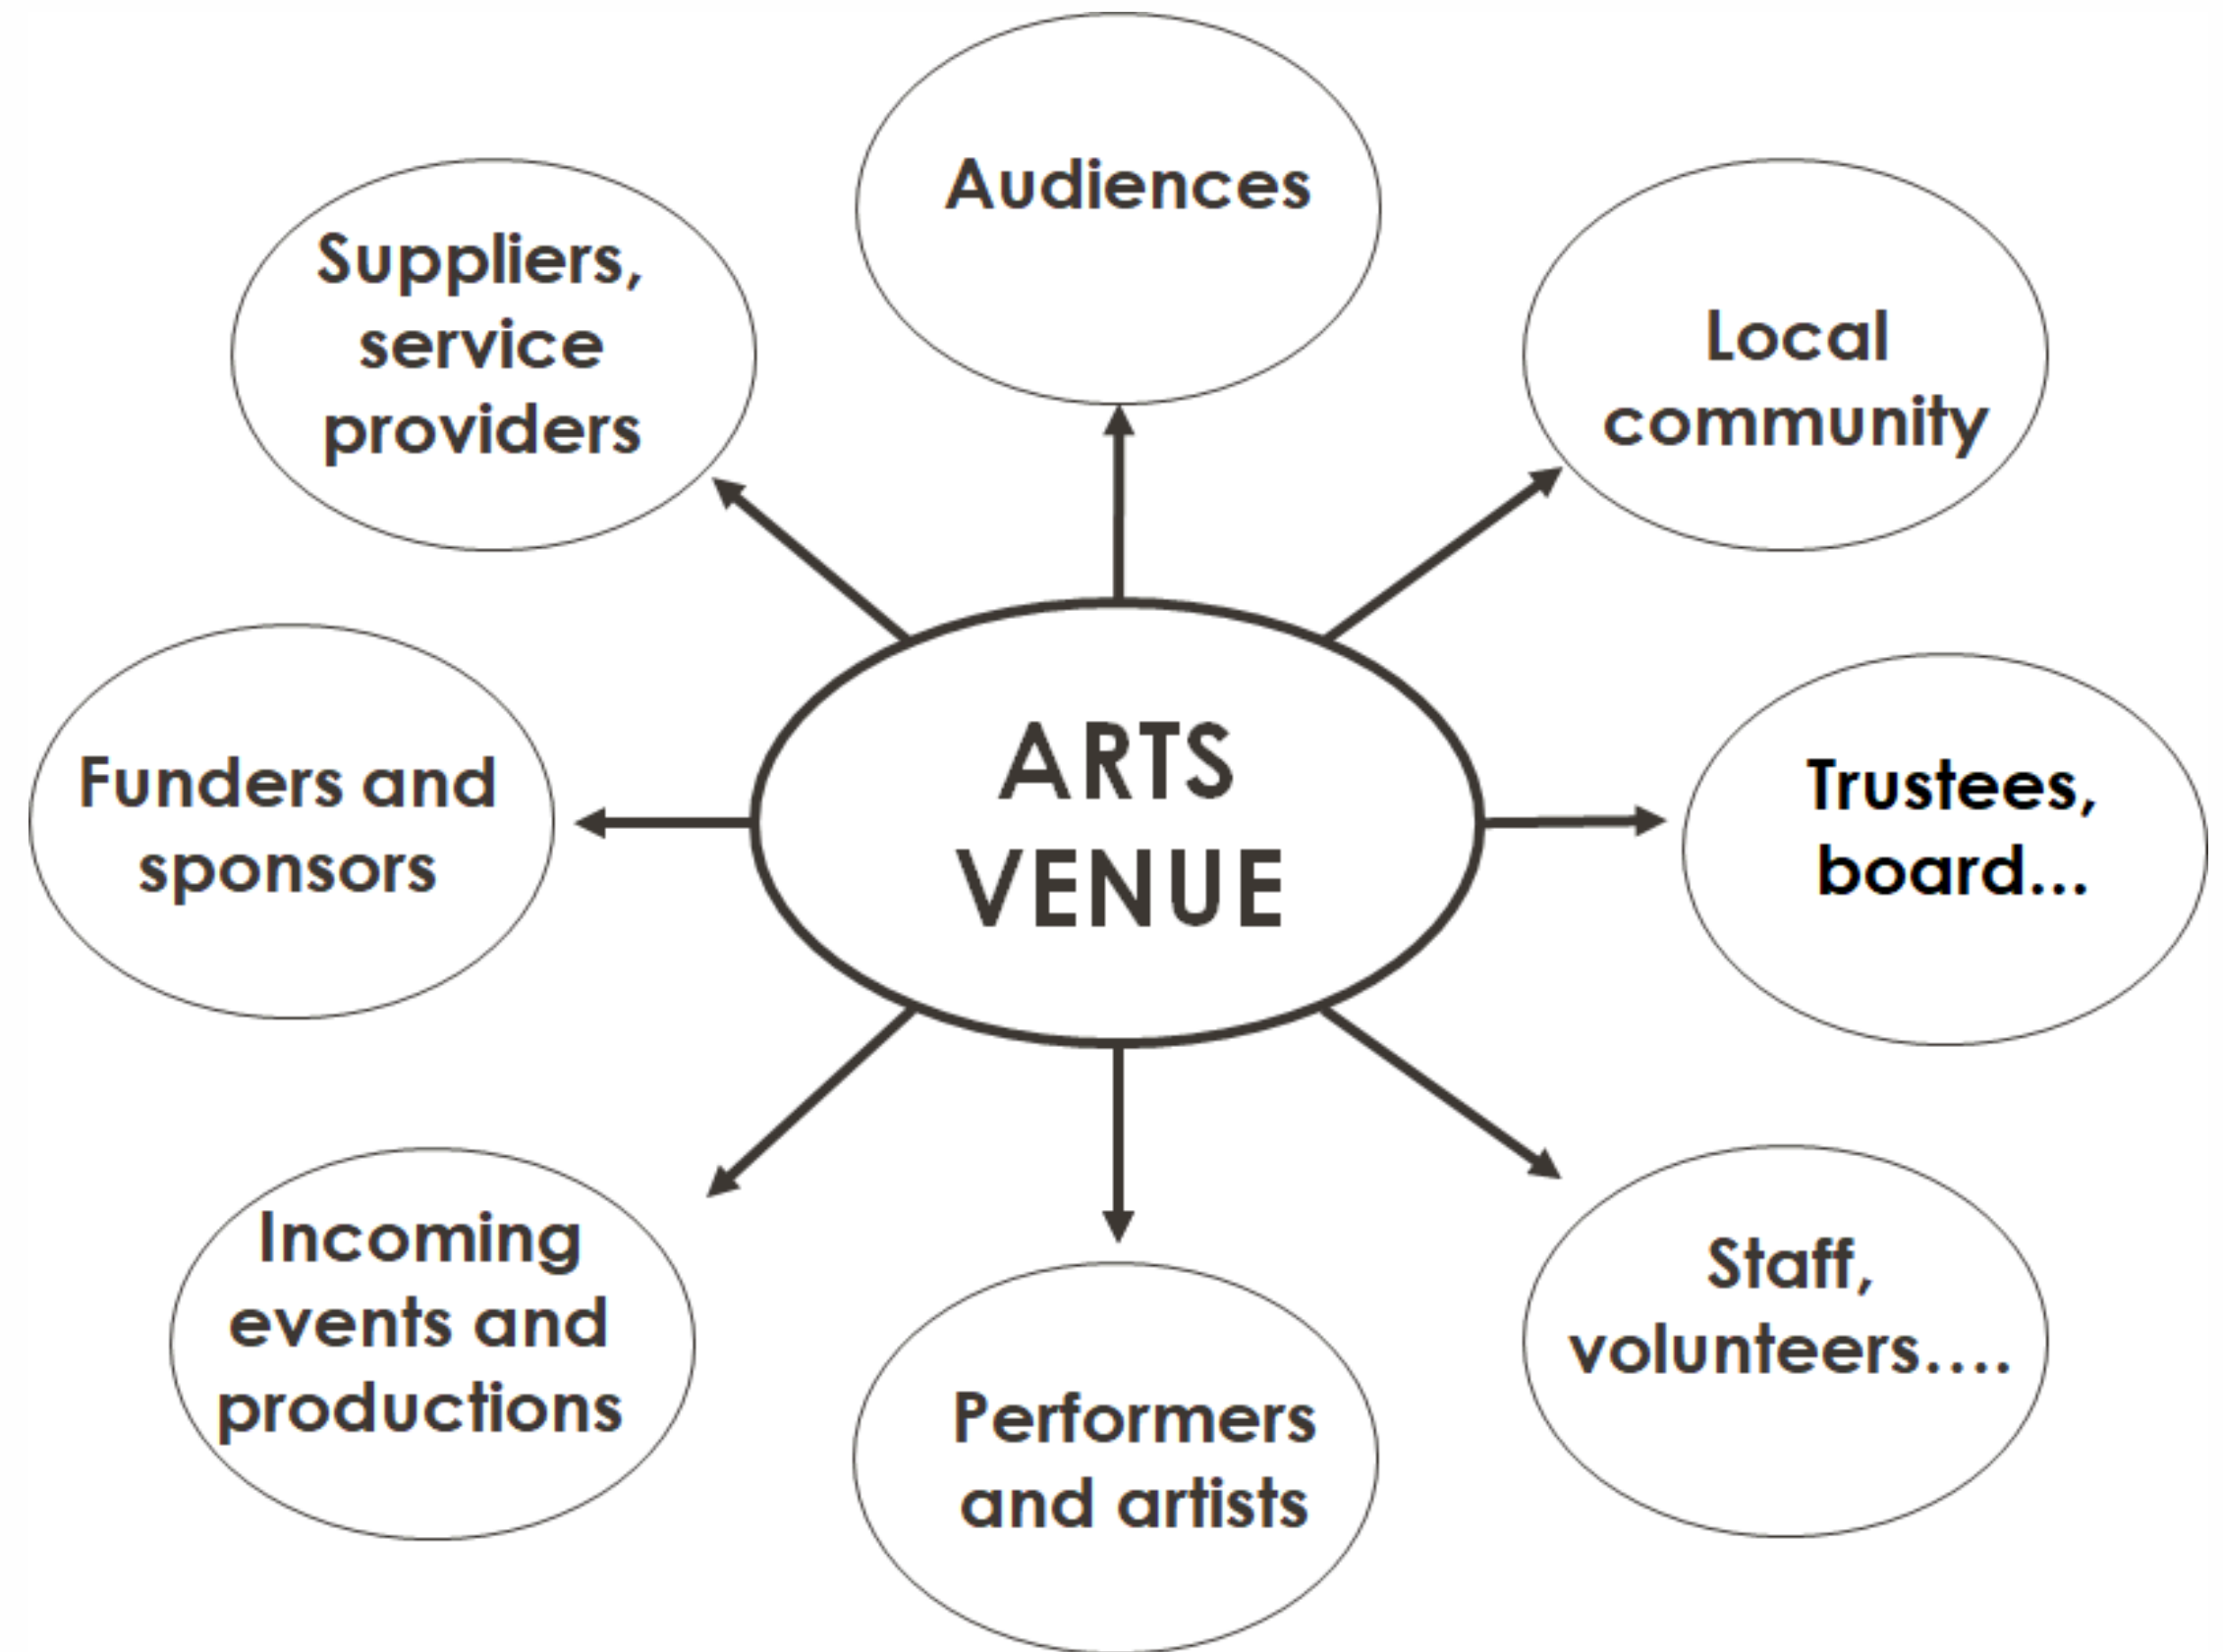 Audiences
Suppliers,
service
providers
Local
community
Funders and
sponsors
ARTS
VENUE
Trustees,
board...
Incoming
events and
productions
Performers
and artists
Staff,
volunteers....